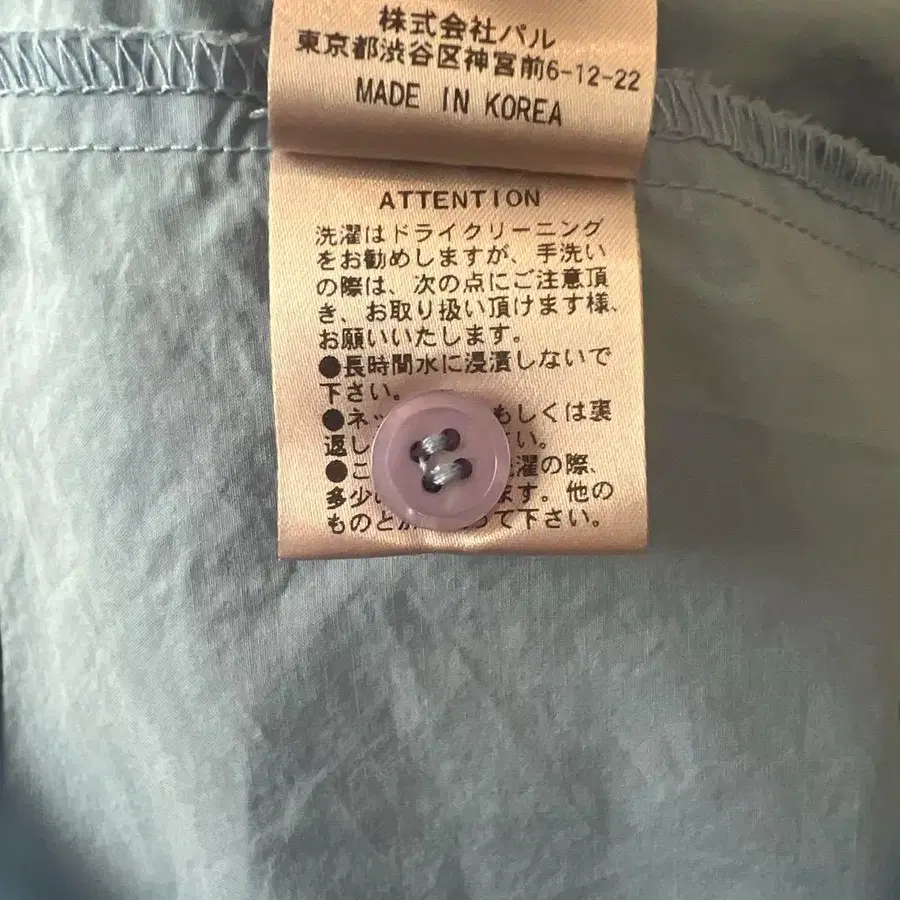 株式会社パル
東京都渋谷区神宮前6-12-22
MADE IN KOREA
ATTENTION
洗濯はドライクリーニング
をお勧めしますが、手洗い
の際は、次の点にご注意頂
き、お取り扱い頂けます様、
お願いいたします。
●長時間水に浸漬しないで
下さい。
●ネッ もしくは裏
返し い。
●こ 洗濯の際、
多少 ます。他の
ものと って下さい。